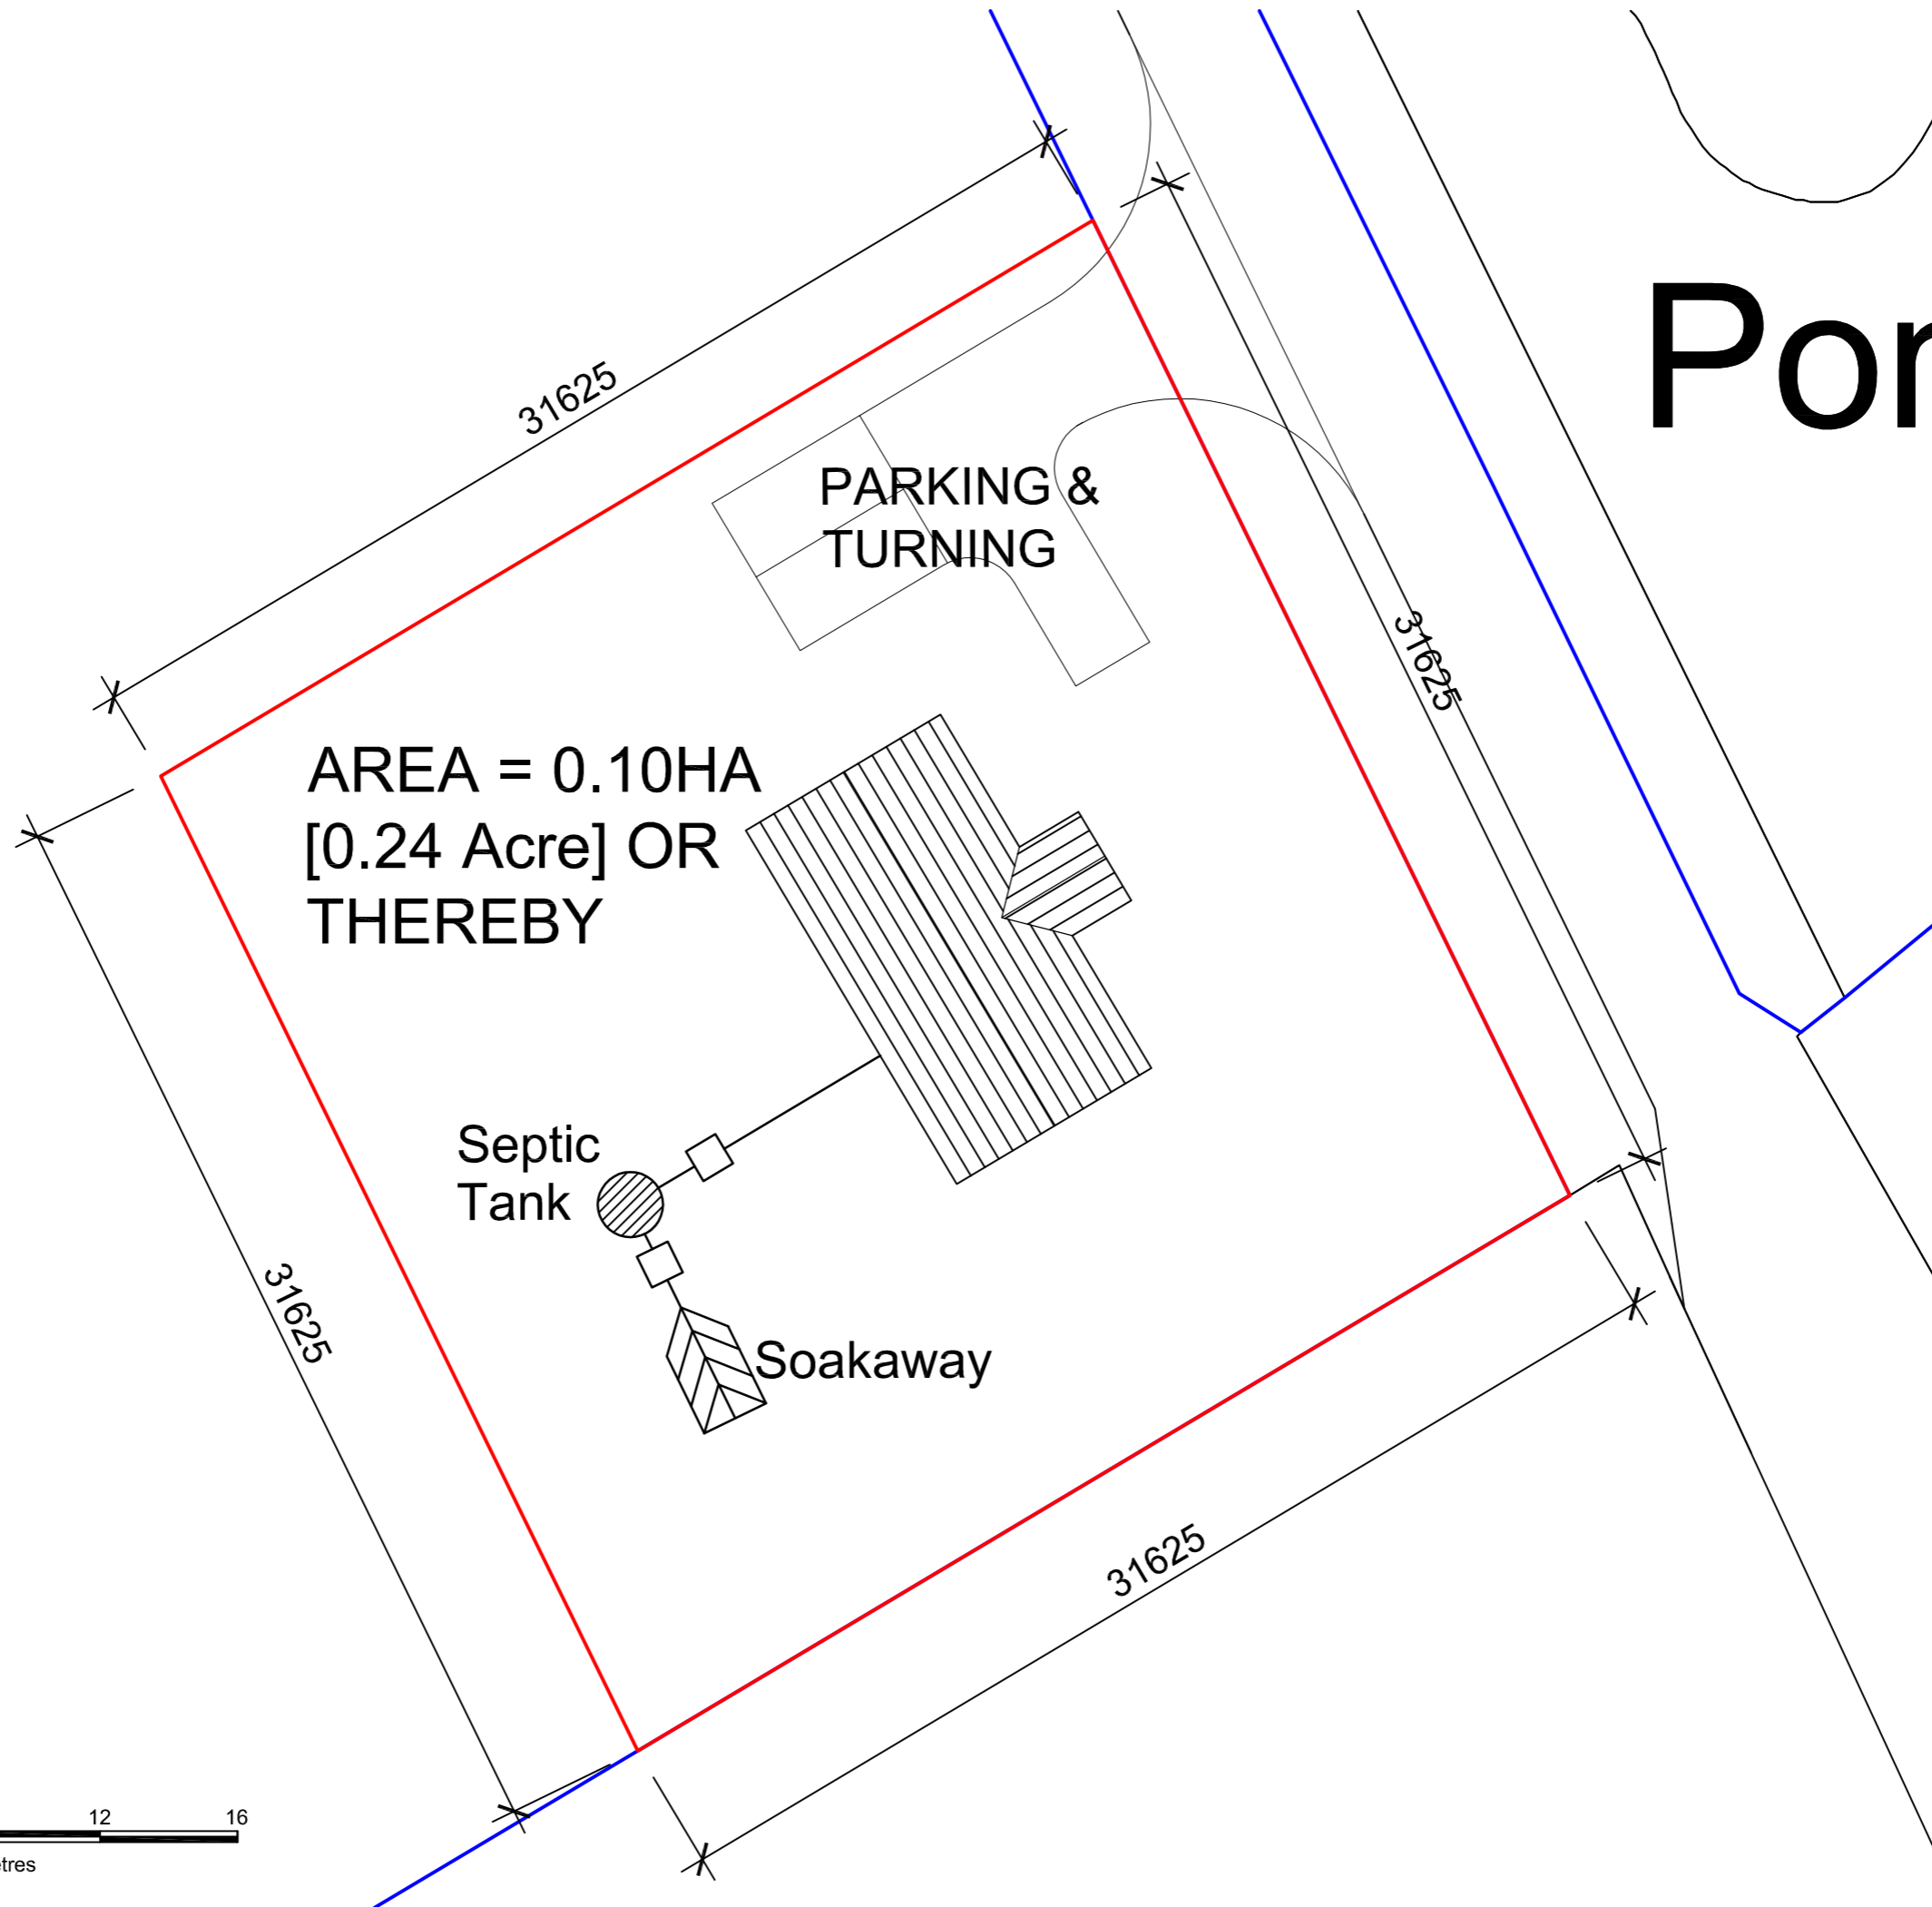 Por
31625
PARKING &
TURNING
31625
AREA = 0.10HA
[0.24 Acre] OR
THEREBY
Septic
Tank
31625
Soakaway
31625
12 16